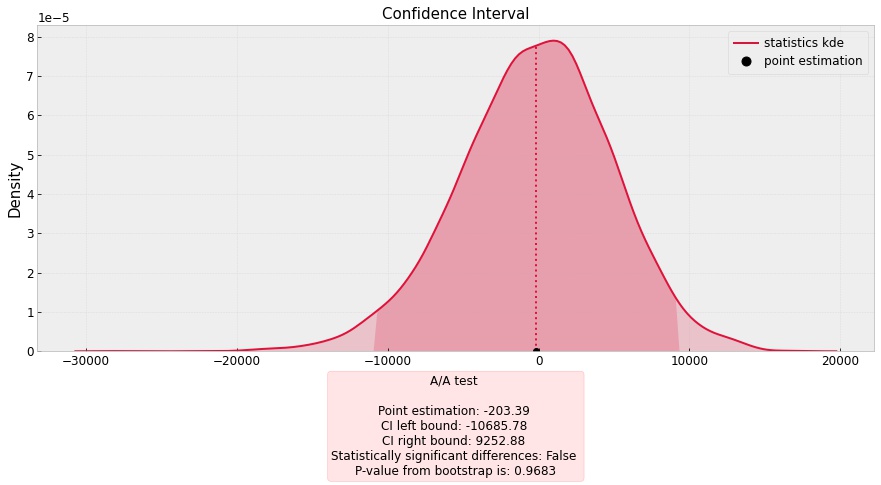 Confidence Interval
1e−5
statistics kde
point estimation
8
7
6
5
4
3
2
1
0
Density
−30000
−20000
−10000
0
10000
20000
A/A test
Point estimation: -203.39
CI left bound: -10685.78
CI right bound: 9252.88
Statistically significant differences: False
P-value from bootstrap is: 0.9683